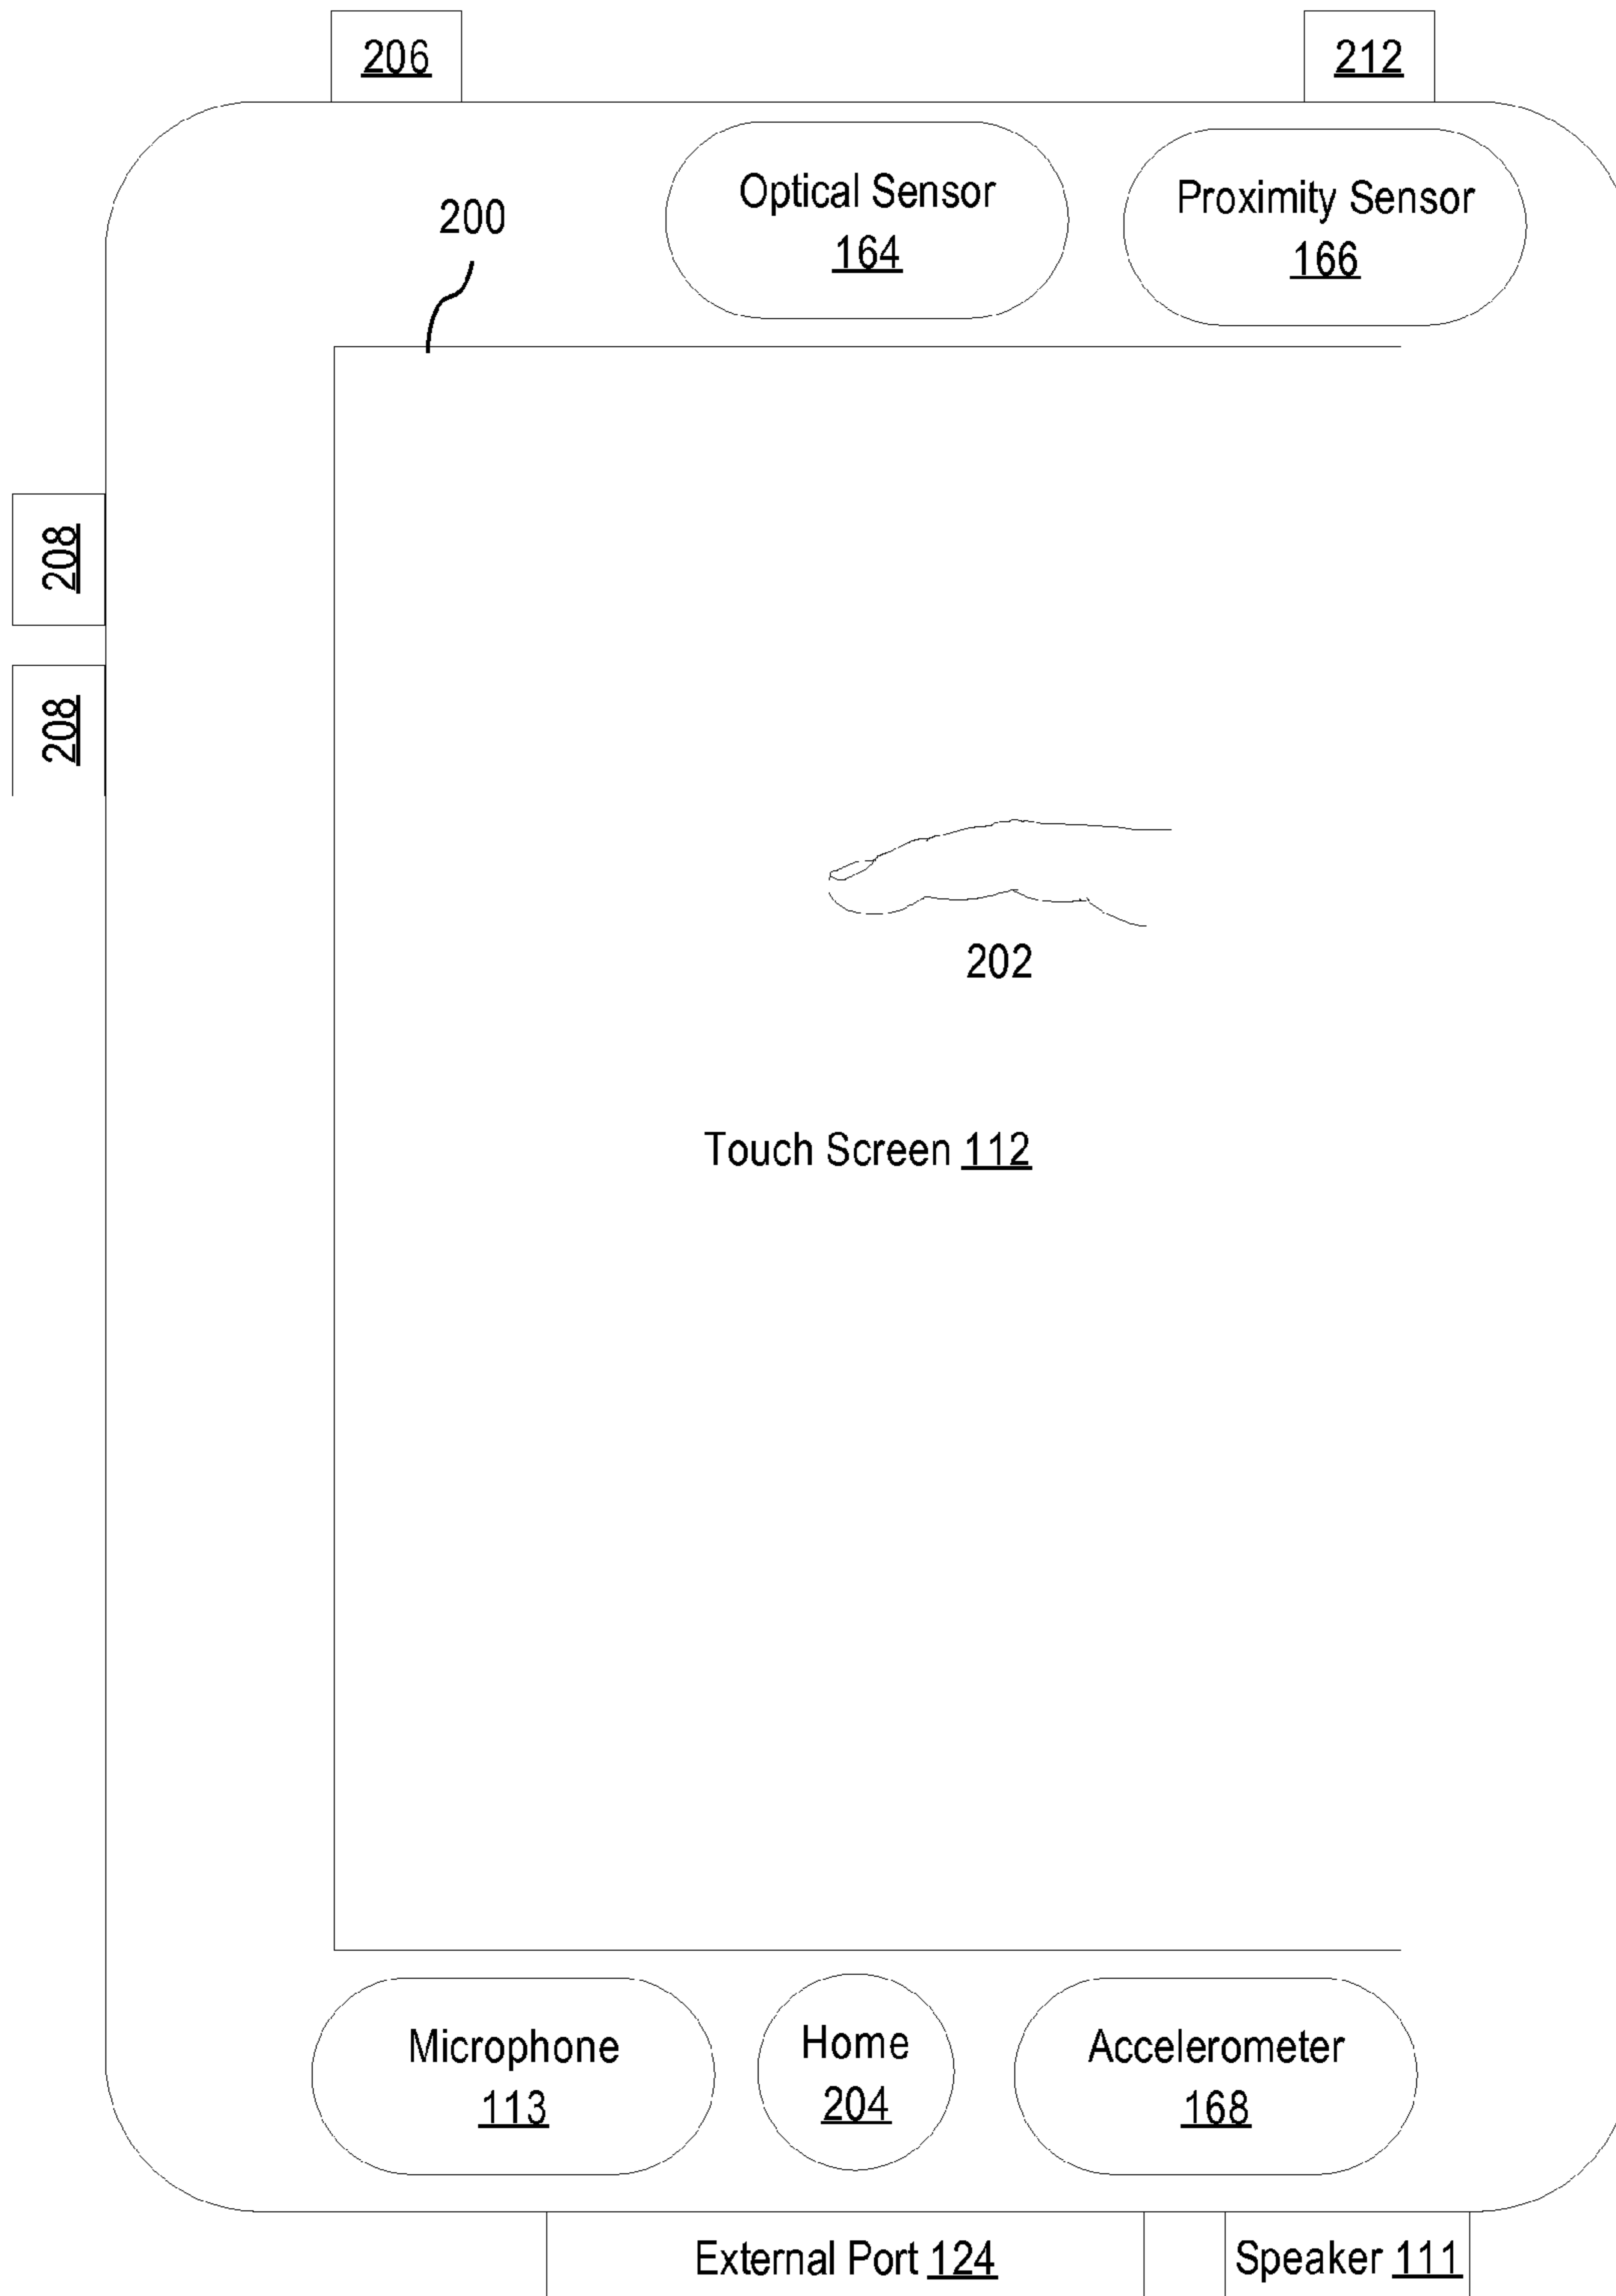 206
212
Optical Sensor
164
Proximity Sensor
166
200
208
208
202
Touch Screen 112
Microphone
113
Home
204
Accelerometer
168
External Port 124
Speaker 111